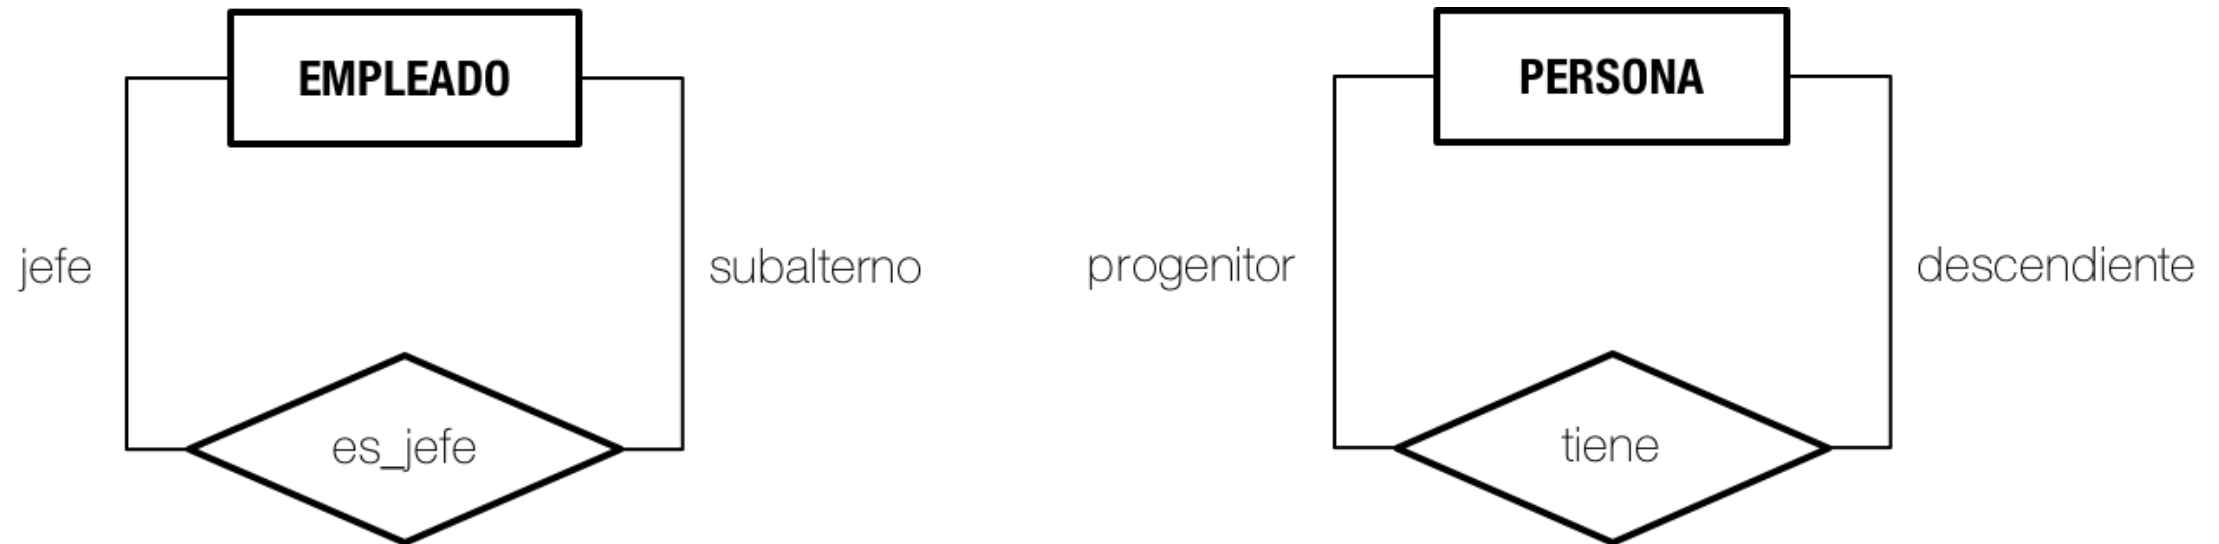 EMPLEADO
jefe
subalterno
es_jefe
PERSONA
progenitor
descendiente
tiene